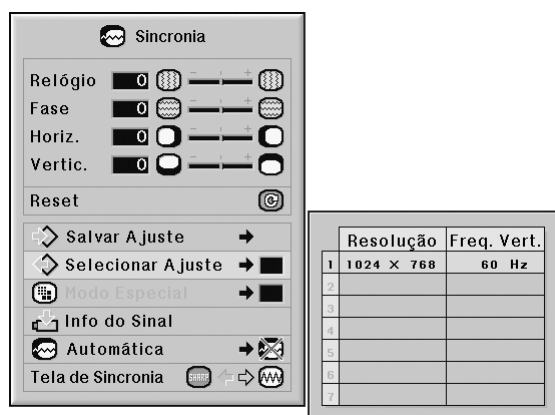 Sincronia
Relógio 0 - +
Fase 0 - +
Horiz. 0 - +
Vertic. 0 - +
Reset
Salvar Ajuste
Selecionar Ajuste
Modo Especial
Info do Sinal
Automática
Tela de Sincronia SHARP
Resolução Freq. Vert.
1 1024 × 768 60 Hz
2
3
4
5
6
7